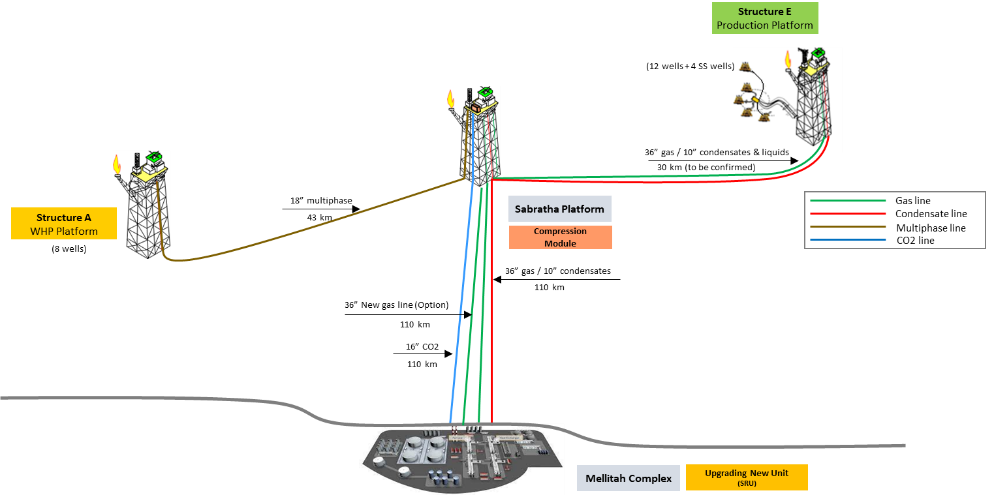 Structure E
Production Platform
(12 wells + 4 SS wells)
36” gas / 10” condensates & liquids
30 km (to be confirmed)
18” multiphase
43 km
Structure A
WHP Platform
(8 wells)
Sabratha Platform
Compression
Module
Gas line
Condensate line
Multiphase line
CO2 line
36” gas / 10” condensates
110 km
36” New gas line (Option)
110 km
16” CO2
110 km
Mellitah Complex
Upgrading New Unit
(SRU)